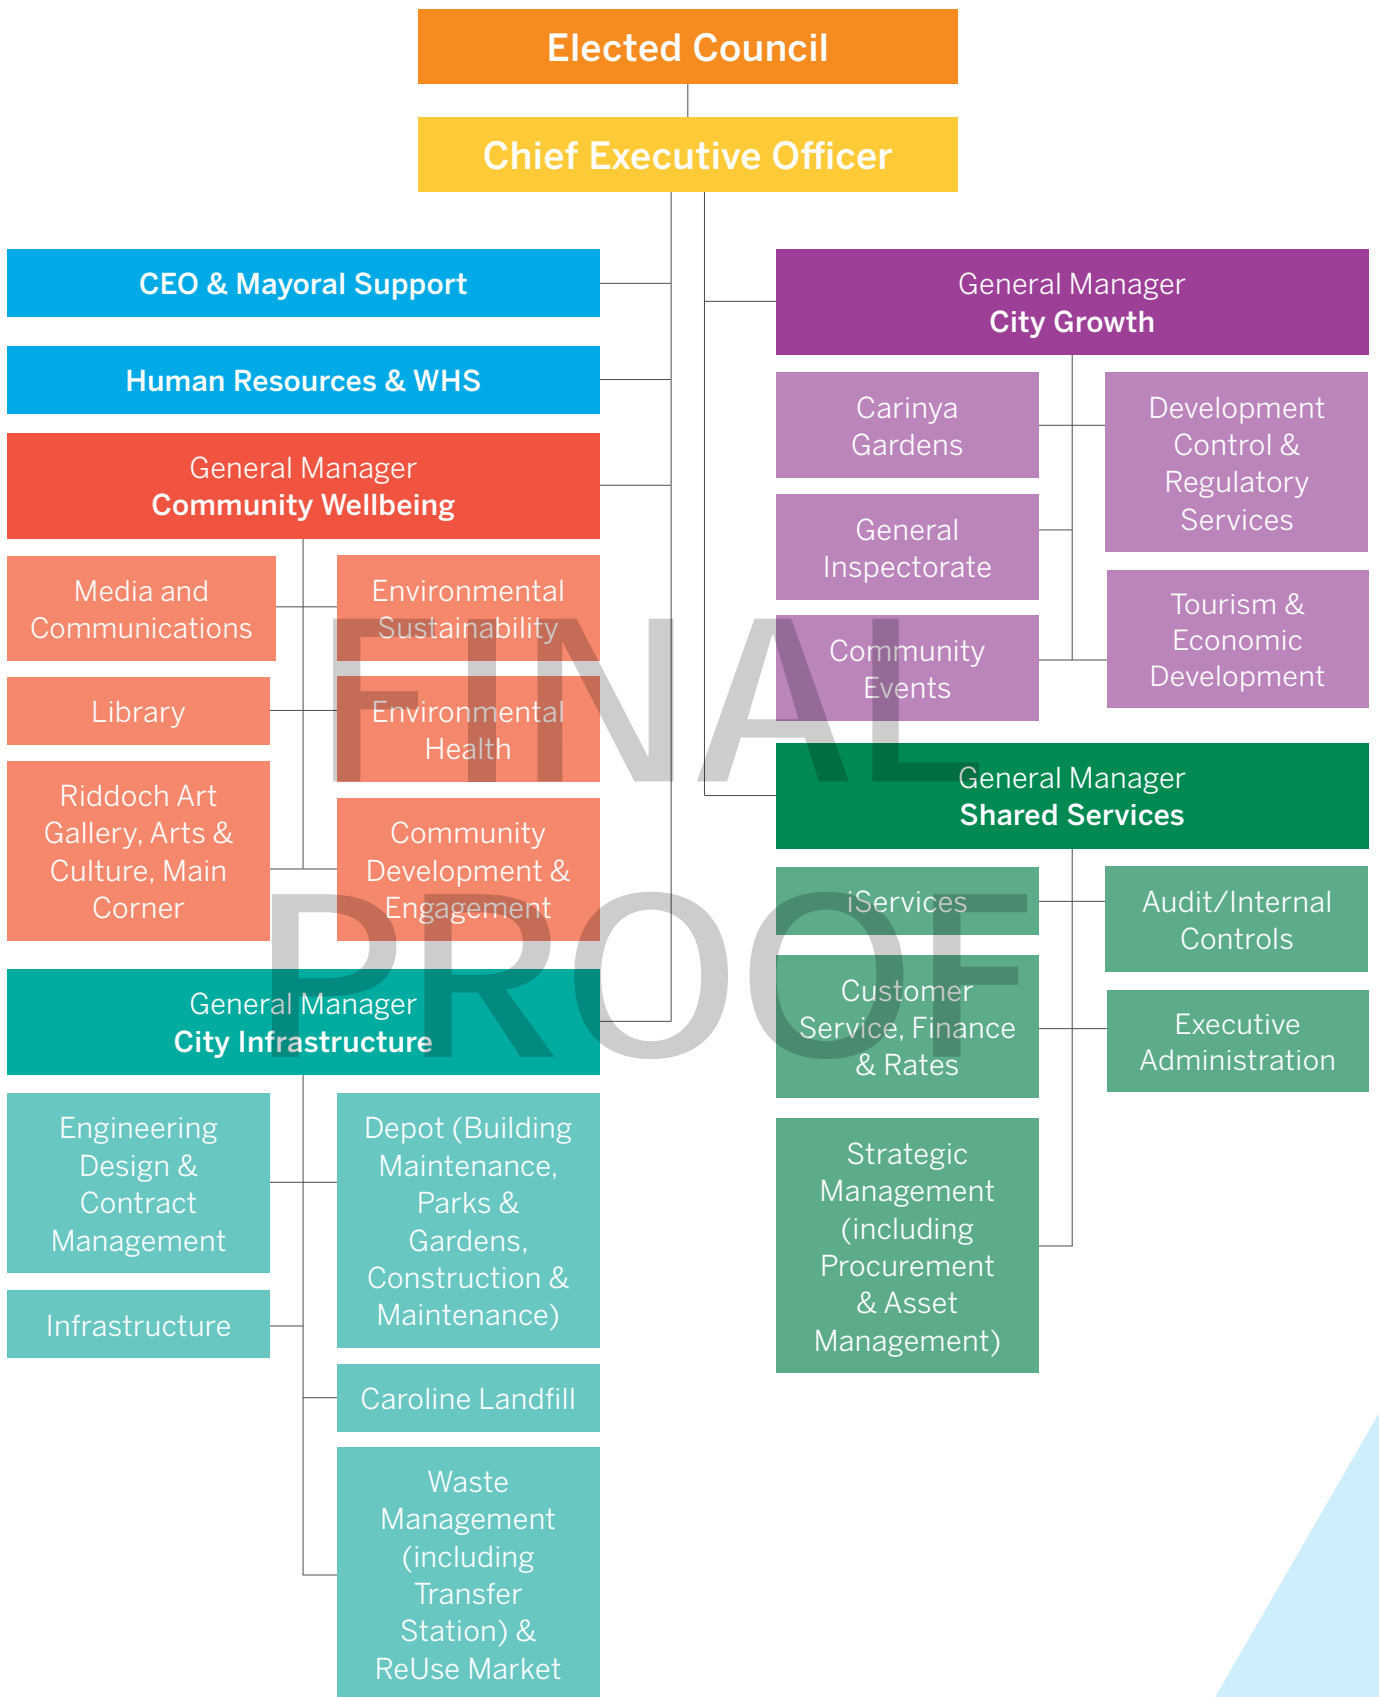 Elected Council
Chief Executive Officer
CEO & Mayoral Support
Human Resources & WHS
General Manager
Community Wellbeing
Media and
Communications
Environmental
Sustainability
Library
Environmental
Health
Riddoch Art
Gallery, Arts &
Culture, Main
Corner
Community
Development &
Engagement
General Manager
City Infrastructure
Engineering
Design &
Contract
Management
Depot (Building
Maintenance,
Parks &
Gardens,
Construction &
Maintenance)
Infrastructure
Caroline Landfill
Waste
Management
(including
Transfer
Station) &
ReUse Market
General Manager
City Growth
Carinya
Gardens
Development
Control &
Regulatory
Services
General
Inspectorate
Community
Events
Tourism &
Economic
Development
General Manager
Shared Services
iServices
Audit/Internal
Controls
Customer
Service, Finance
& Rates
Executive
Administration
Strategic
Management
(including
Procurement
& Asset
Management)
FINAL
PROOF